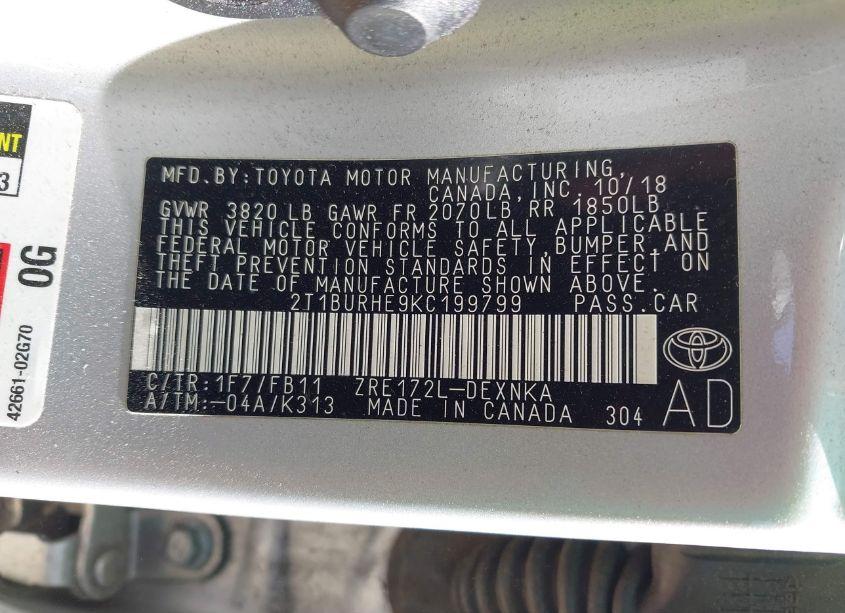 NT
3
0G
42661-02G70
MFD.BY:TOYOTA MOTOR MANUFACTURING,
CANADA,INC. 10/18
GVWR 3820 LB GAWR FR 2070LB RR 1850LB
THIS VEHICLE CONFORMS TO ALL APPLICABLE
FEDERAL MOTOR VEHICLE SAFETY,BUMPER,AND
THEFT PREVENTION STANDARDS IN EFFECT ON
THE DATE OF MANUFACTURE SHOWN ABOVE.
2T1BURHE9KC199799 PASS.CAR
C/TR:1F7/FB11 ZRE172L-DEXNKA
A/TM:-04A/K313 MADE IN CANADA 304 AD